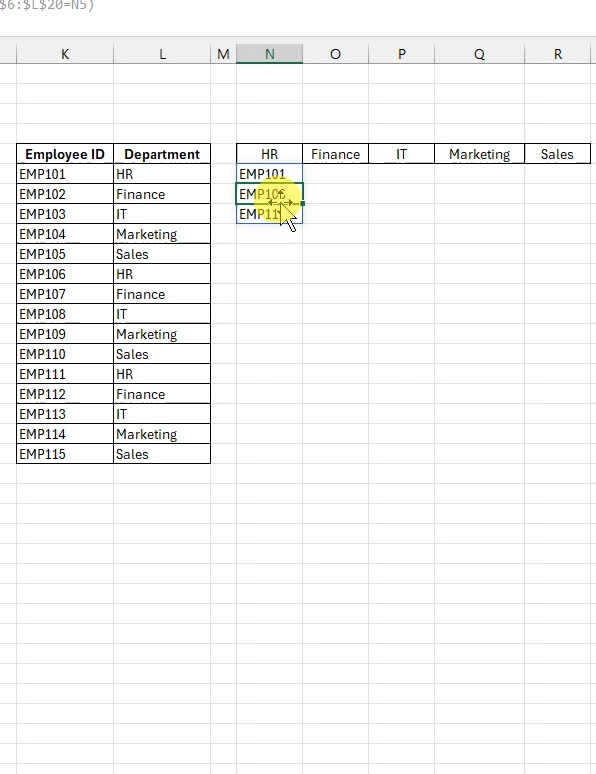 $6:$L$20=N5)
K L M N O P Q R
Employee ID Department HR Finance IT Marketing Sales
EMP101 HR EMP101
EMP102 Finance
EMP103 IT
EMP104 Marketing
EMP105 Sales
EMP106 HR
EMP107 Finance
EMP108 IT
EMP109 Marketing
EMP110 Sales
EMP111 HR
EMP112 Finance
EMP113 IT
EMP114 Marketing
EMP115 Sales